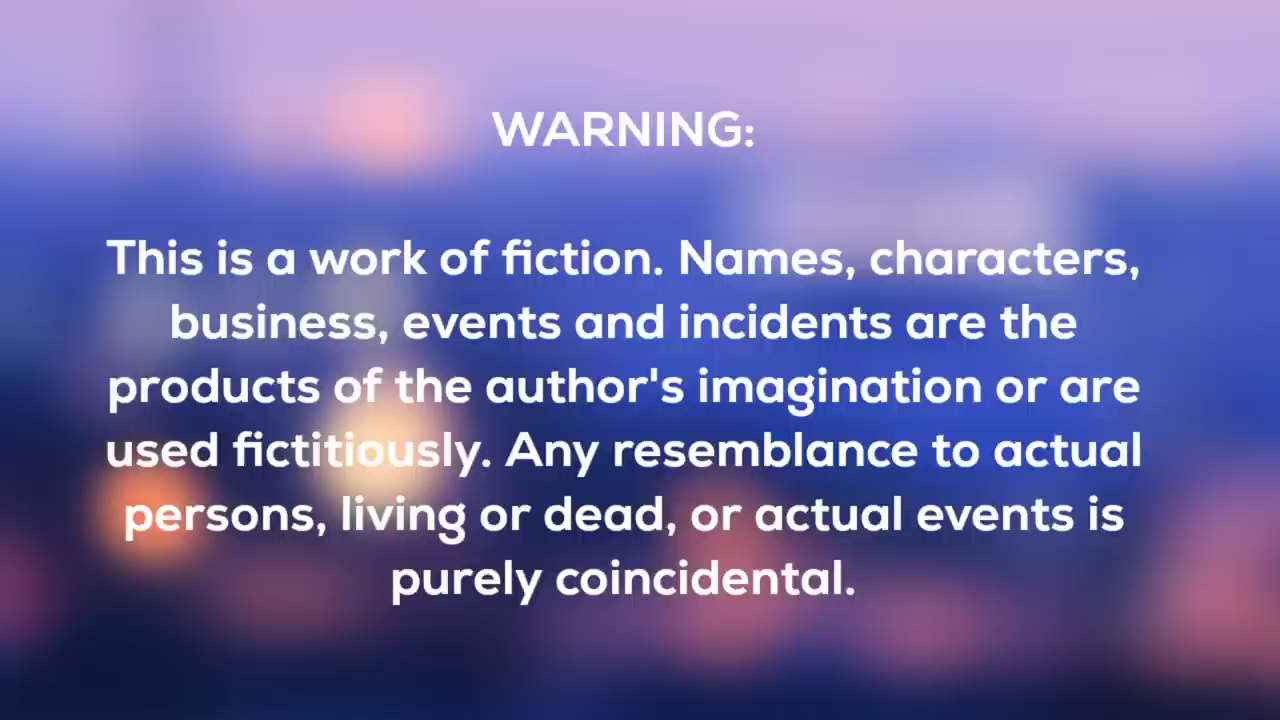 WARNING:
This is a work of fiction. Names, characters,
business, events and incidents are the
products of the author's imagination or are
used fictitiously. Any resemblance to actual
persons, living or dead, or actual events is
purely coincidental.